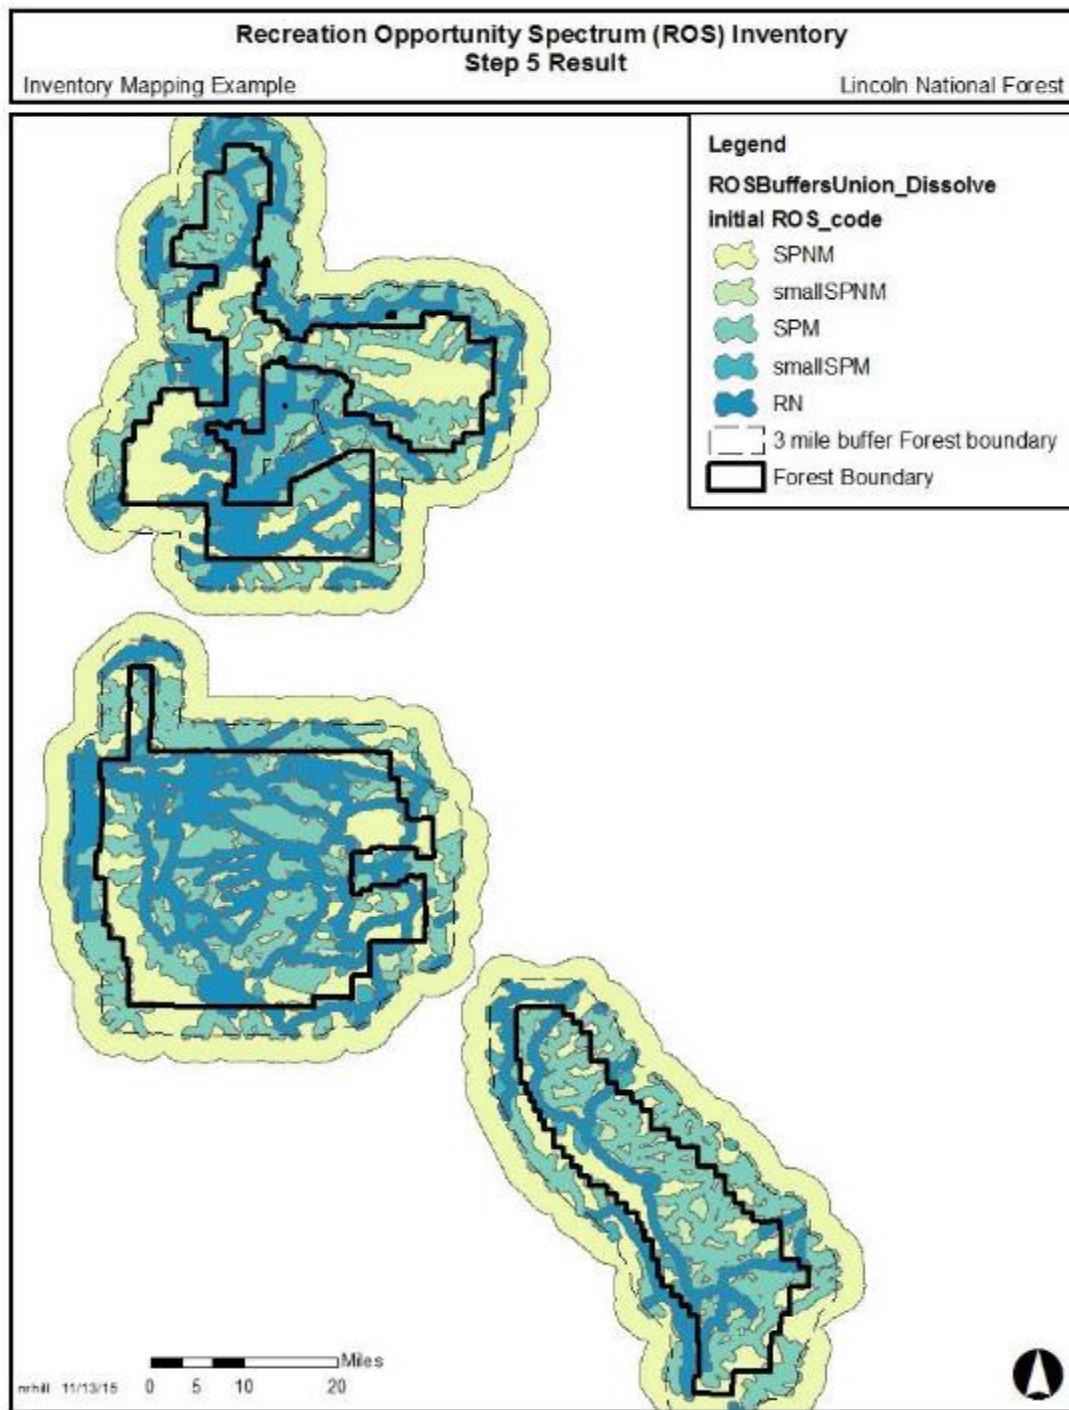 Recreation Opportunity Spectrum (ROS) Inventory
Step 5 Result
Inventory Mapping Example Lincoln National Forest
Legend
ROSBuffersUnion_Dissolve
initial ROS_code
SPNM
smallSPNM
SPM
smallSPM
RN
3 mile buffer Forest boundary
Forest Boundary
Miles
nrhill 11/13/15 0 5 10 20